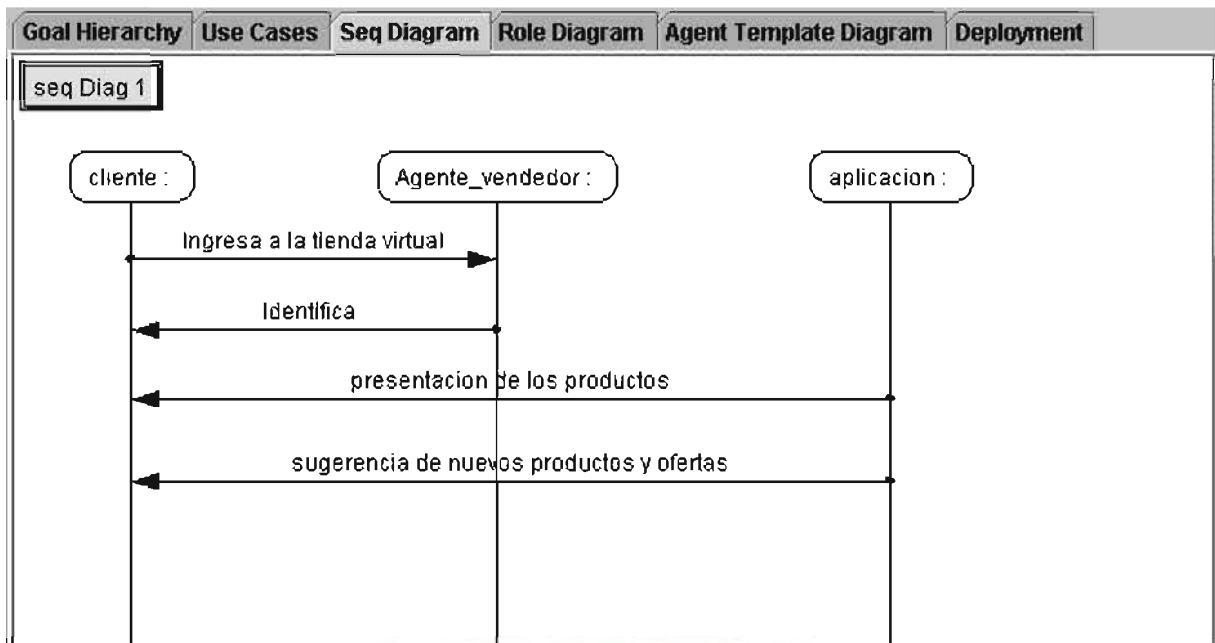 Goal Hierarchy Use Cases Seq Diagram Role Diagram Agent Template Diagram Deployment
seq Diag 1
cliente : Agente_vendedor : aplicacion :
Ingresa a la tienda virtual
Identifica
presentacion de los productos
sugerencia de nuevos productos y ofertas